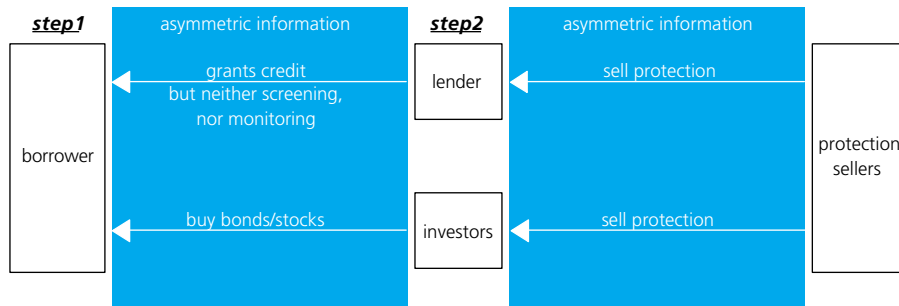 step1
asymmetric information
step2
asymmetric information
grants credit
but neither screening,
nor monitoring
lender
sell protection
borrower
protection
sellers
buy bonds/stocks
investors
sell protection